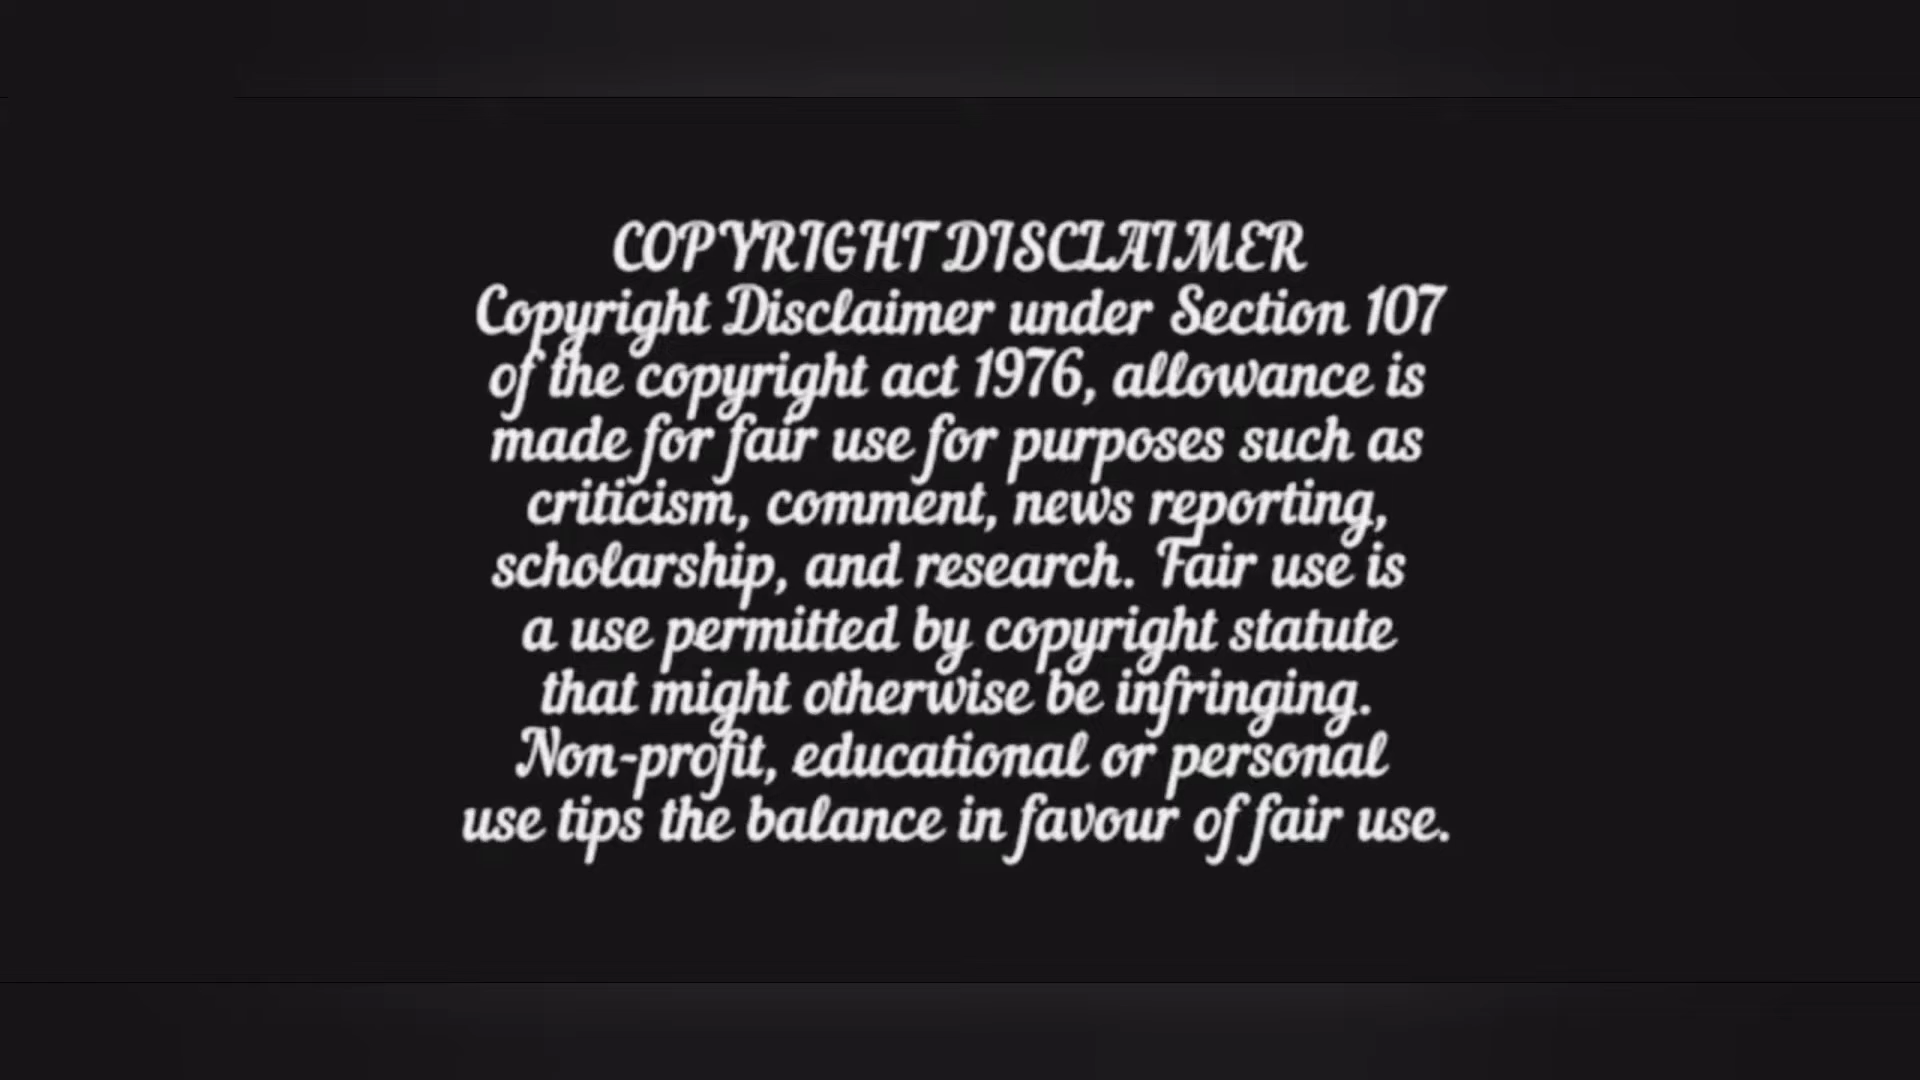 COPYRIGHT DISCLAIMER
Copyright Disclaimer under Section 107
of the copyright act 1976, allowance is
made for fair use for purposes such as
criticism, comment, news reporting,
scholarship, and research. Fair use is
a use permitted by copyright statute
that might otherwise be infringing.
Non-profit, educational or personal
use tips the balance in favour of fair use.